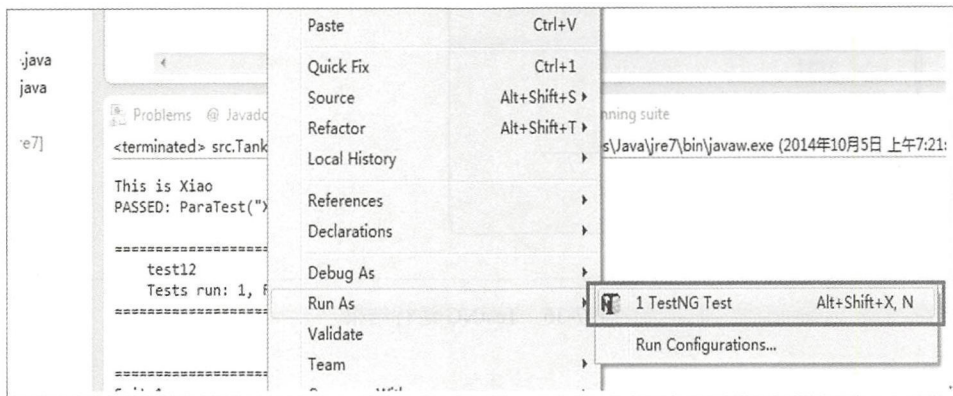 Paste Ctrl+V
Quick Fix Ctrl+1
Source Alt+Shift+S
Refactor Alt+Shift+T
Local History
References
Declarations
Debug As
Run As
Validate
Team
1 TestNG Test Alt+Shift+X, N
Run Configurations...
.java
java
re7]
Problems @ Javado
nning suite
<terminated> src.Tank
s\Java\jre7\bin\javaw.exe (2014年10月5日 上午7:21:
This is Xiao
PASSED: ParaTest("X
====================
test12
Tests run: 1, F
====================
====================